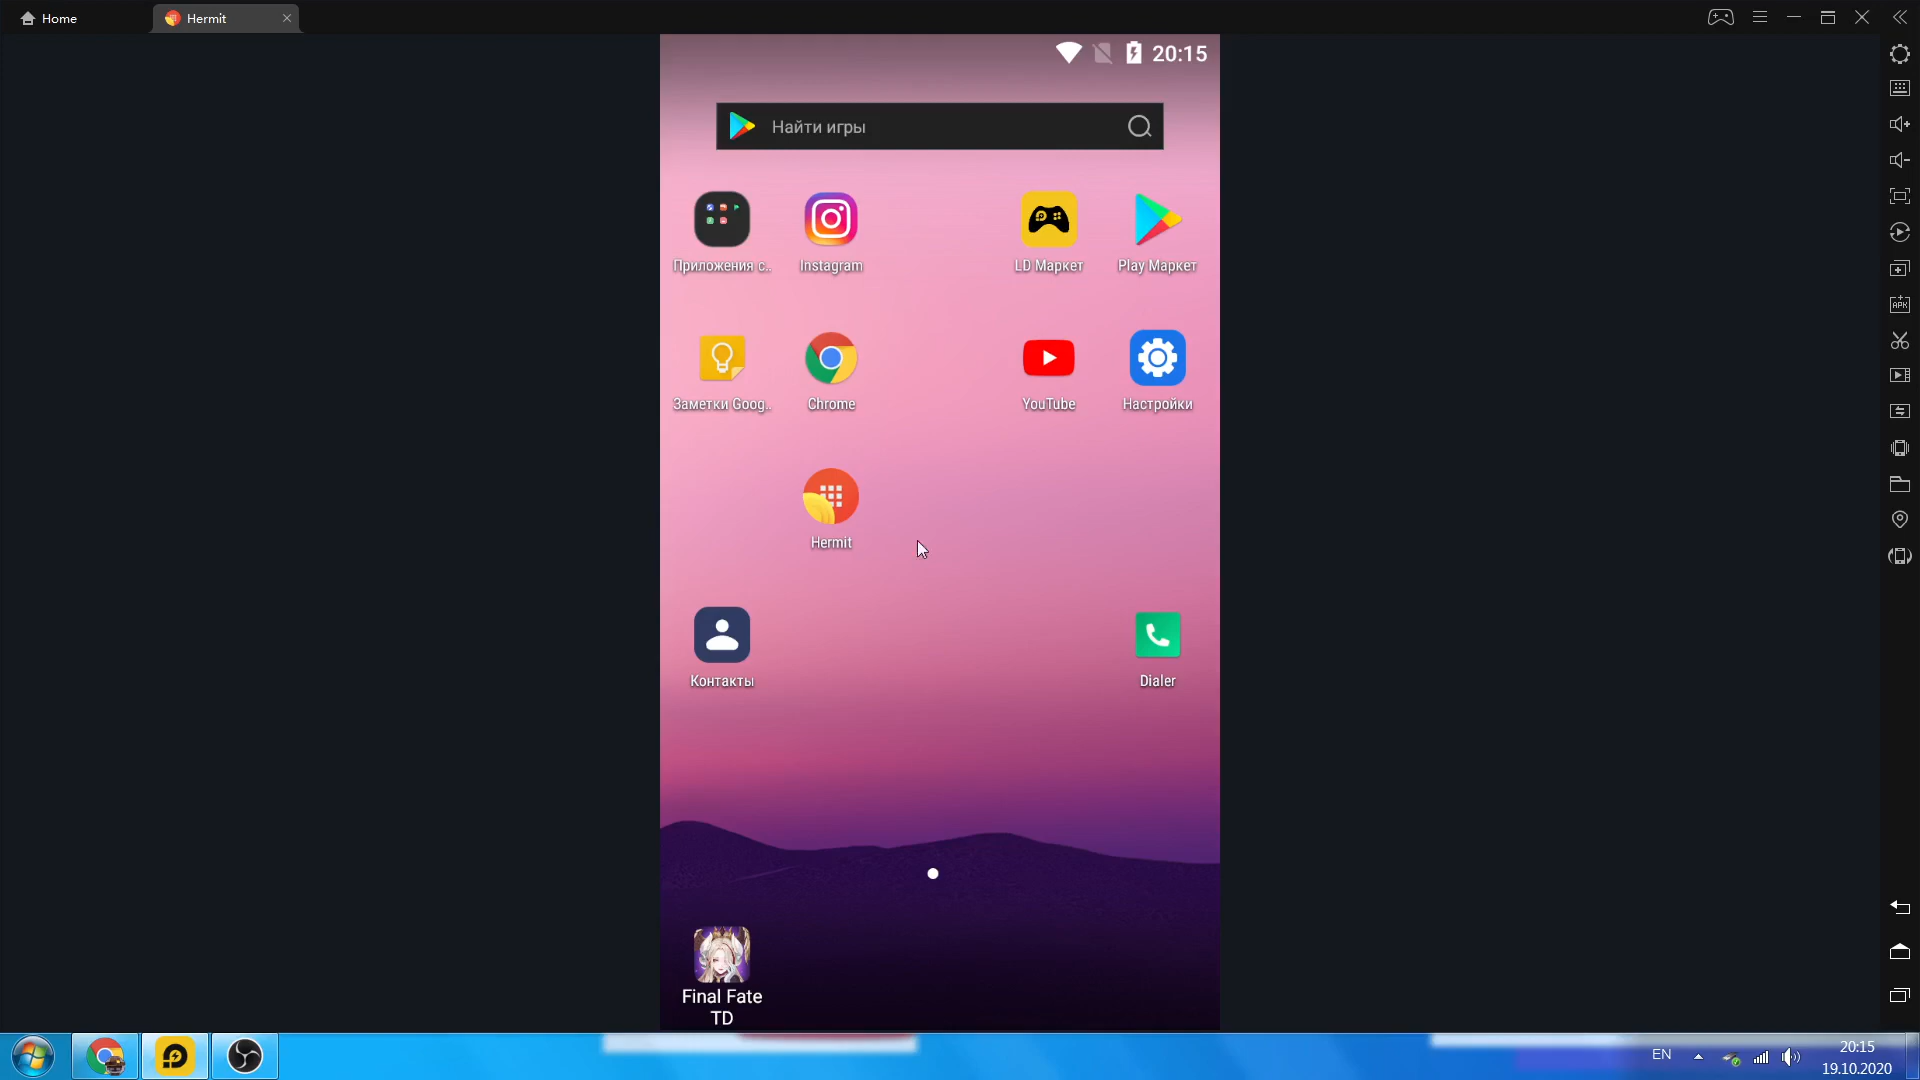 Home
Hermit
20:15
Найти игры
Приложения с..
Instagram
LD Маркет
Play Маркет
Заметки Goog..
Chrome
YouTube
Настройки
Hermit
Контакты
Dialer
Final Fate
TD
APK
EN
20:15
19.10.2020